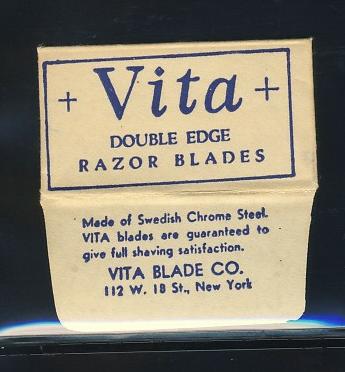 + Vita +
DOUBLE EDGE
RAZOR BLADES
Made of Swedish Chrome Steel.
VITA blades are guaranteed to
give full shaving satisfaction.
VITA BLADE CO.
112 W. 18 St., New York